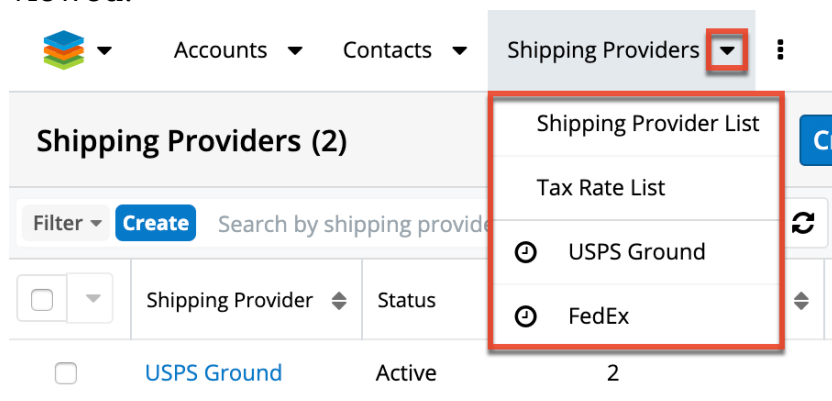 Accounts Contacts Shipping Providers
Shipping Providers (2)
Shipping Provider List
Tax Rate List
USPS Ground
FedEx
Filter Create Search by shipping
Shipping Provider Status
USPS Ground Active 2